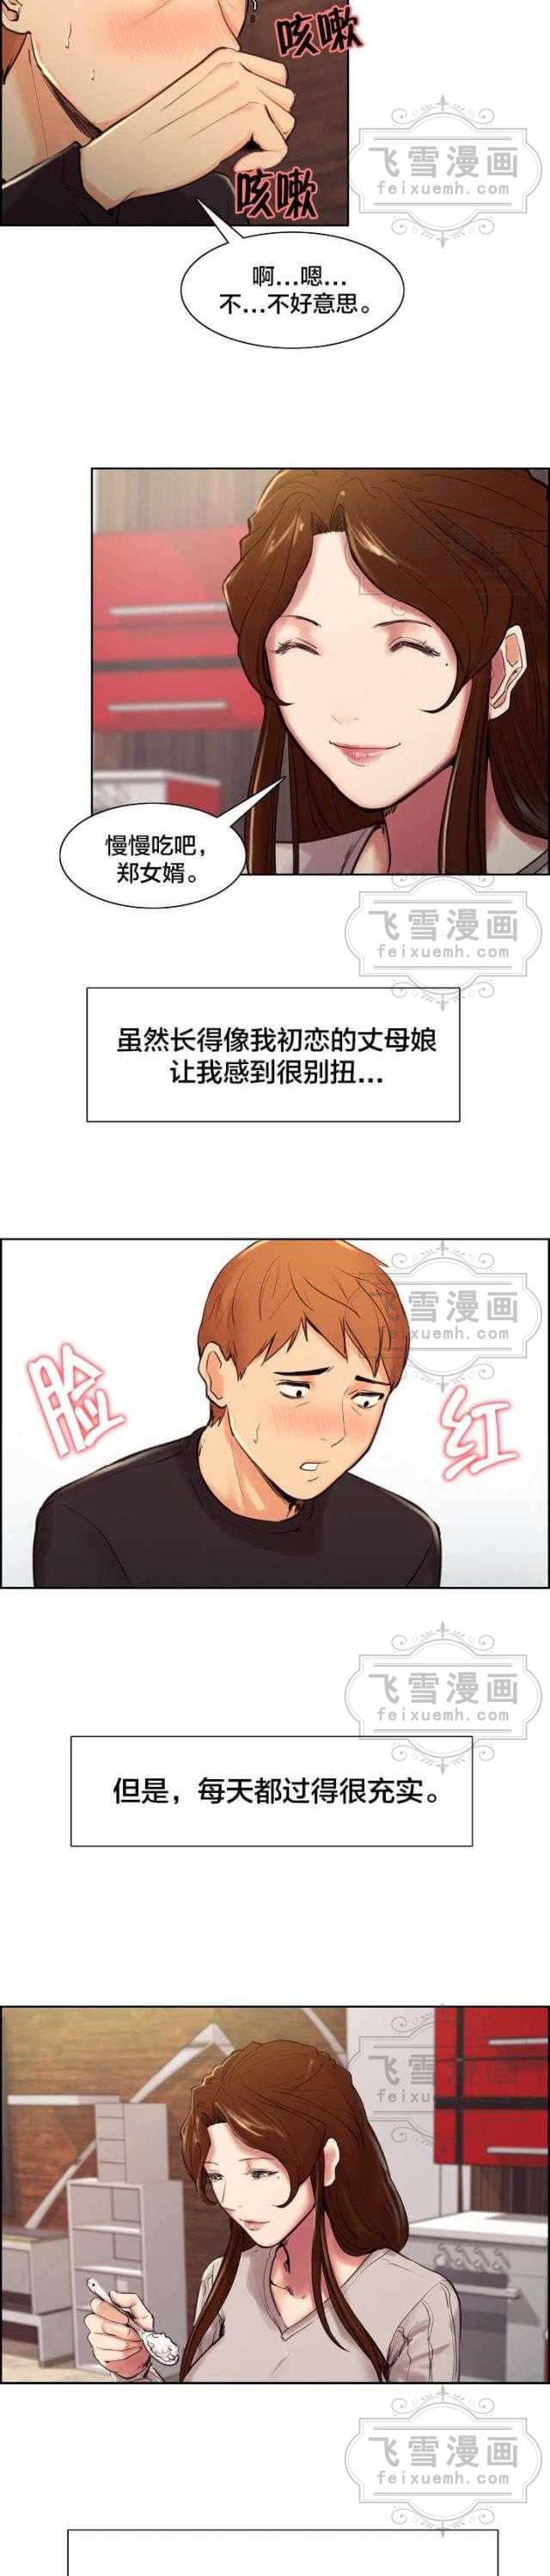 咳嗽
飞雪漫画
feixuemh.com
咳嗽
啊...嗯...
不...不好意思。
慢慢吃吧，
郑女婿。
飞雪漫画
feixuemh.com
虽然长得像我初恋的丈母娘
让我感到很别扭...
飞雪漫画
feixuemh.com
脸
红
飞雪漫画
feixuemh.com
但是，每天都过得很充实。
飞雪漫画
feixuemh.com
飞雪漫画
feixuemh.com